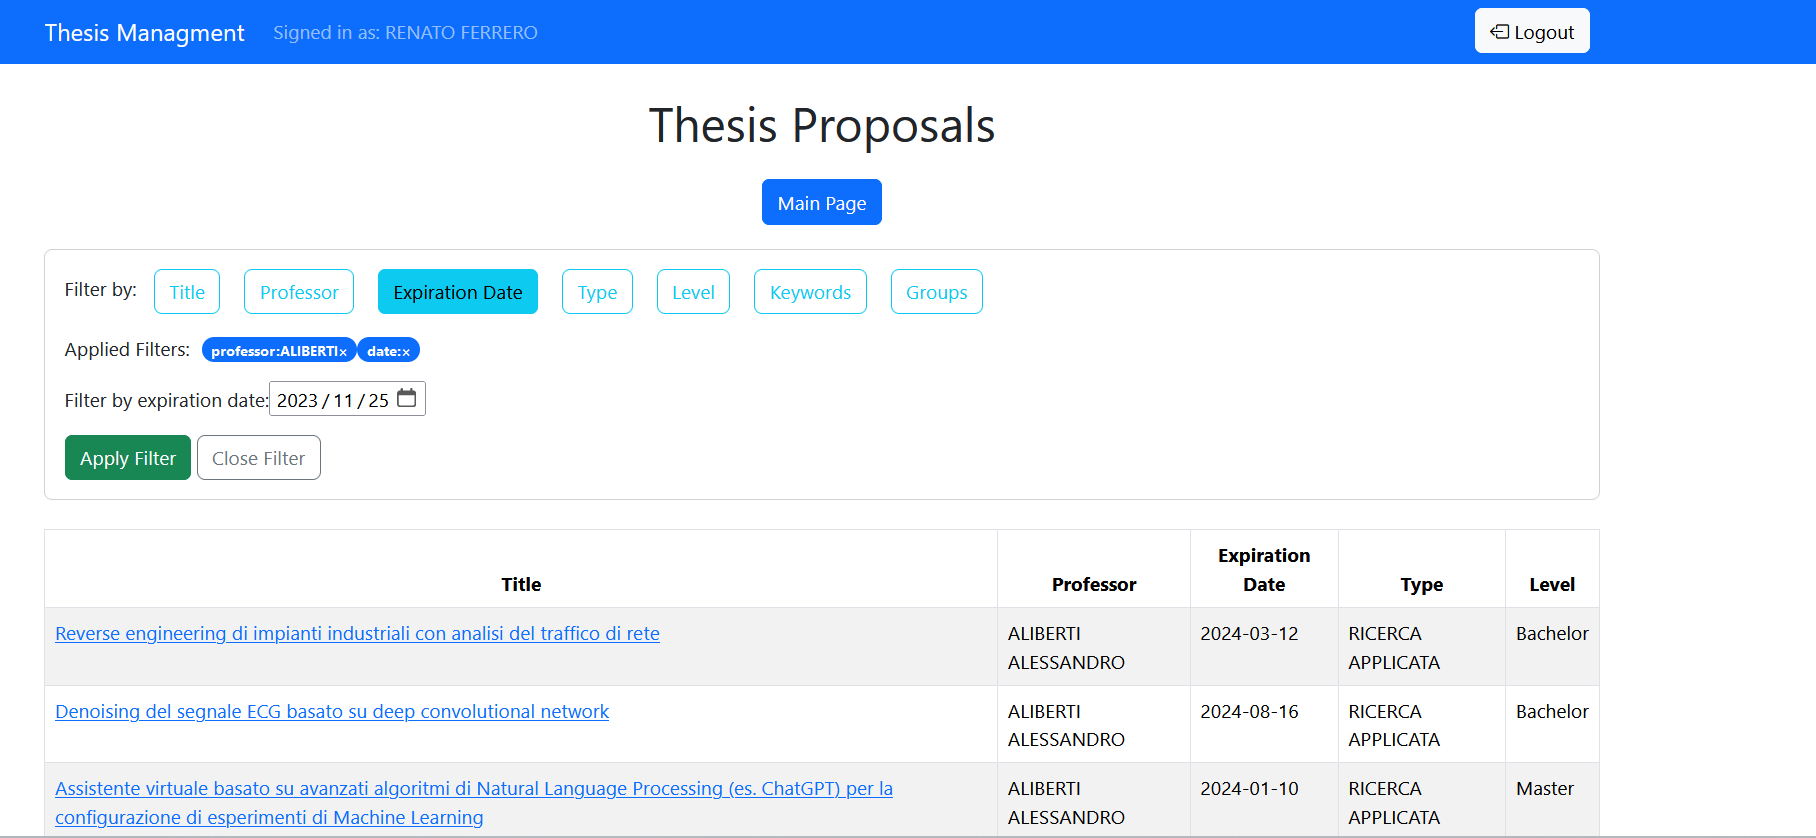 Thesis Managment Signed in as: RENATO FERRERO Logout
Thesis Proposals
Main Page
Filter by: Title Professor Expiration Date Type Level Keywords Groups
Applied Filters: professor:ALIBERTI× date:×
Filter by expiration date: 2023/11/25
Apply Filter Close Filter
Title Professor Expiration Date Type Level
Reverse engineering di impianti industriali con analisi del traffico di rete ALIBERTI ALESSANDRO 2024-03-12 RICERCA APPLICATA Bachelor
Denoising del segnale ECG basato su deep convolutional network ALIBERTI ALESSANDRO 2024-08-16 RICERCA APPLICATA Bachelor
Assistente virtuale basato su avanzati algoritmi di Natural Language Processing (es. ChatGPT) per la configurazione di esperimenti di Machine Learning ALIBERTI ALESSANDRO 2024-01-10 RICERCA APPLICATA Master